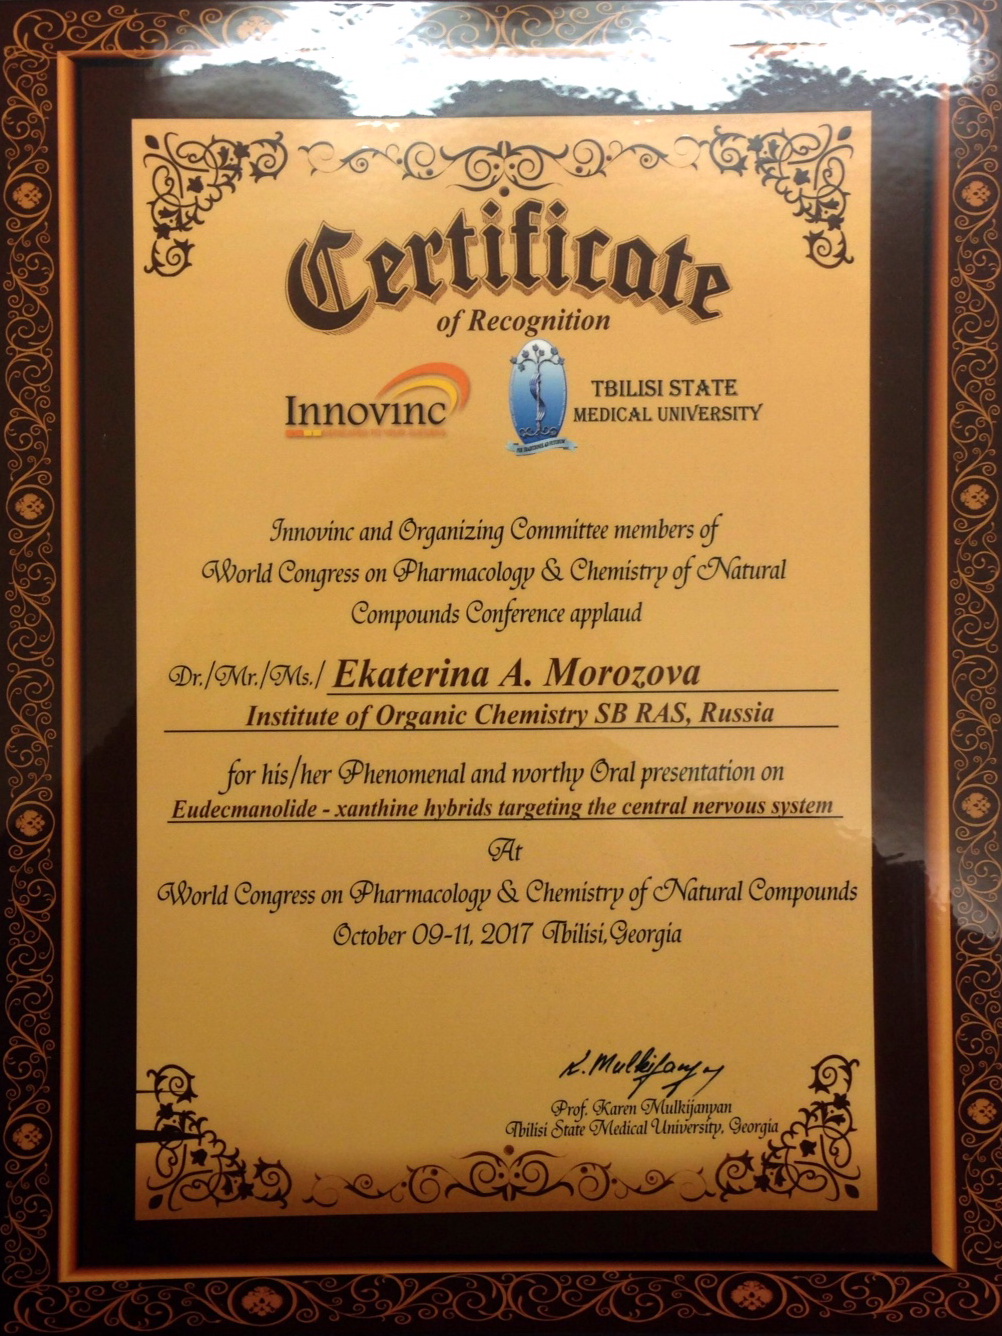 Certificate
of Recognition
Innovinc
TBILISI STATE
MEDICAL UNIVERSITY
Innovinc and Organizing Committee members of
World Congress on Pharmacology & Chemistry of Natural
Compounds Conference applaud
Dr./Mr./Ms./ Ekaterina A. Morozova
Institute of Organic Chemistry SB RAS, Russia
for his/her Phenomenal and worthy Oral presentation on
Eudecmanolide - xanthine hybrids targeting the central nervous system
At
World Congress on Pharmacology & Chemistry of Natural Compounds
October 09-11, 2017 Tbilisi,Georgia
K. Mulkijanyan
Prof. Karen Mulkijanyan
Tbilisi State Medical University, Georgia